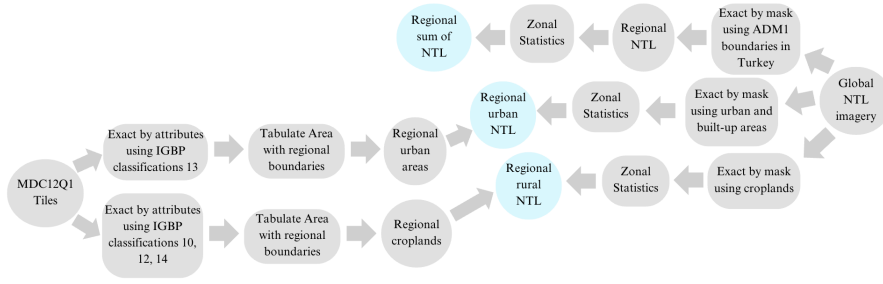 Regional
sum of
NTL
Zonal
Statistics
Regional
NTL
Exact by mask
using ADM1
boundaries in
Turkey
Global
NTL
imagery
Regional
urban
NTL
Zonal
Statistics
Exact by mask
using urban and
built-up areas
MDC12Q1
Tiles
Exact by attributes
using IGBP
classifications 13
Tabulate Area
with regional
boundaries
Regional
urban
areas
Regional
rural
NTL
Zonal
Statistics
Exact by mask
using croplands
Exact by attributes
using IGBP
classifications 10,
12, 14
Tabulate Area
with regional
boundaries
Regional
croplands